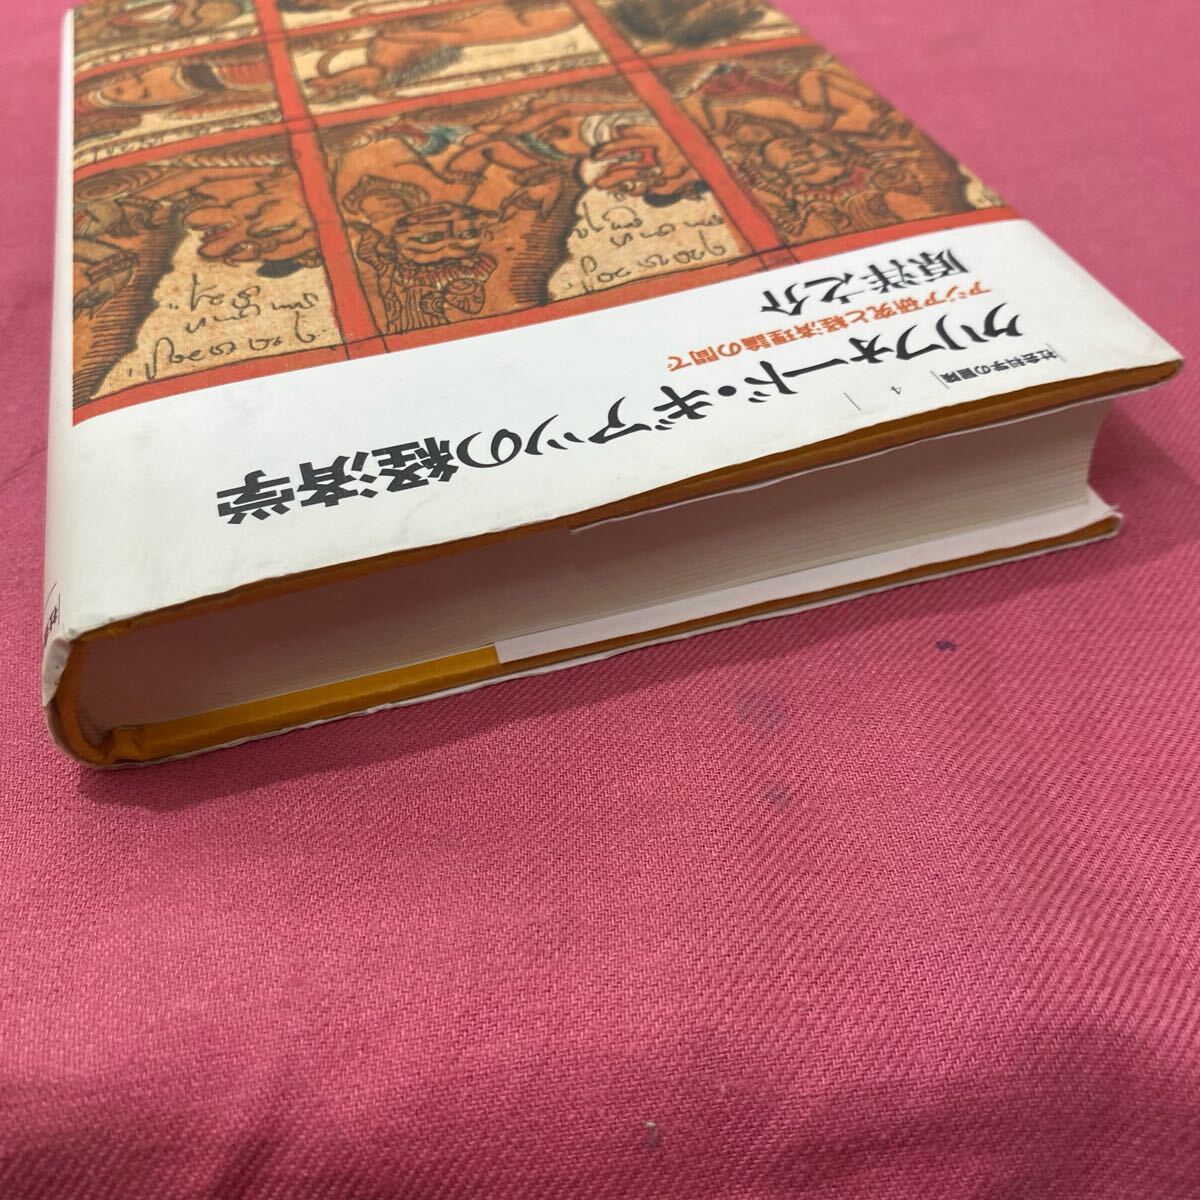 社会科学の冒険
4
クリフォード・ギアツの経済学
アジア研究と経済理論の間で
原洋之介